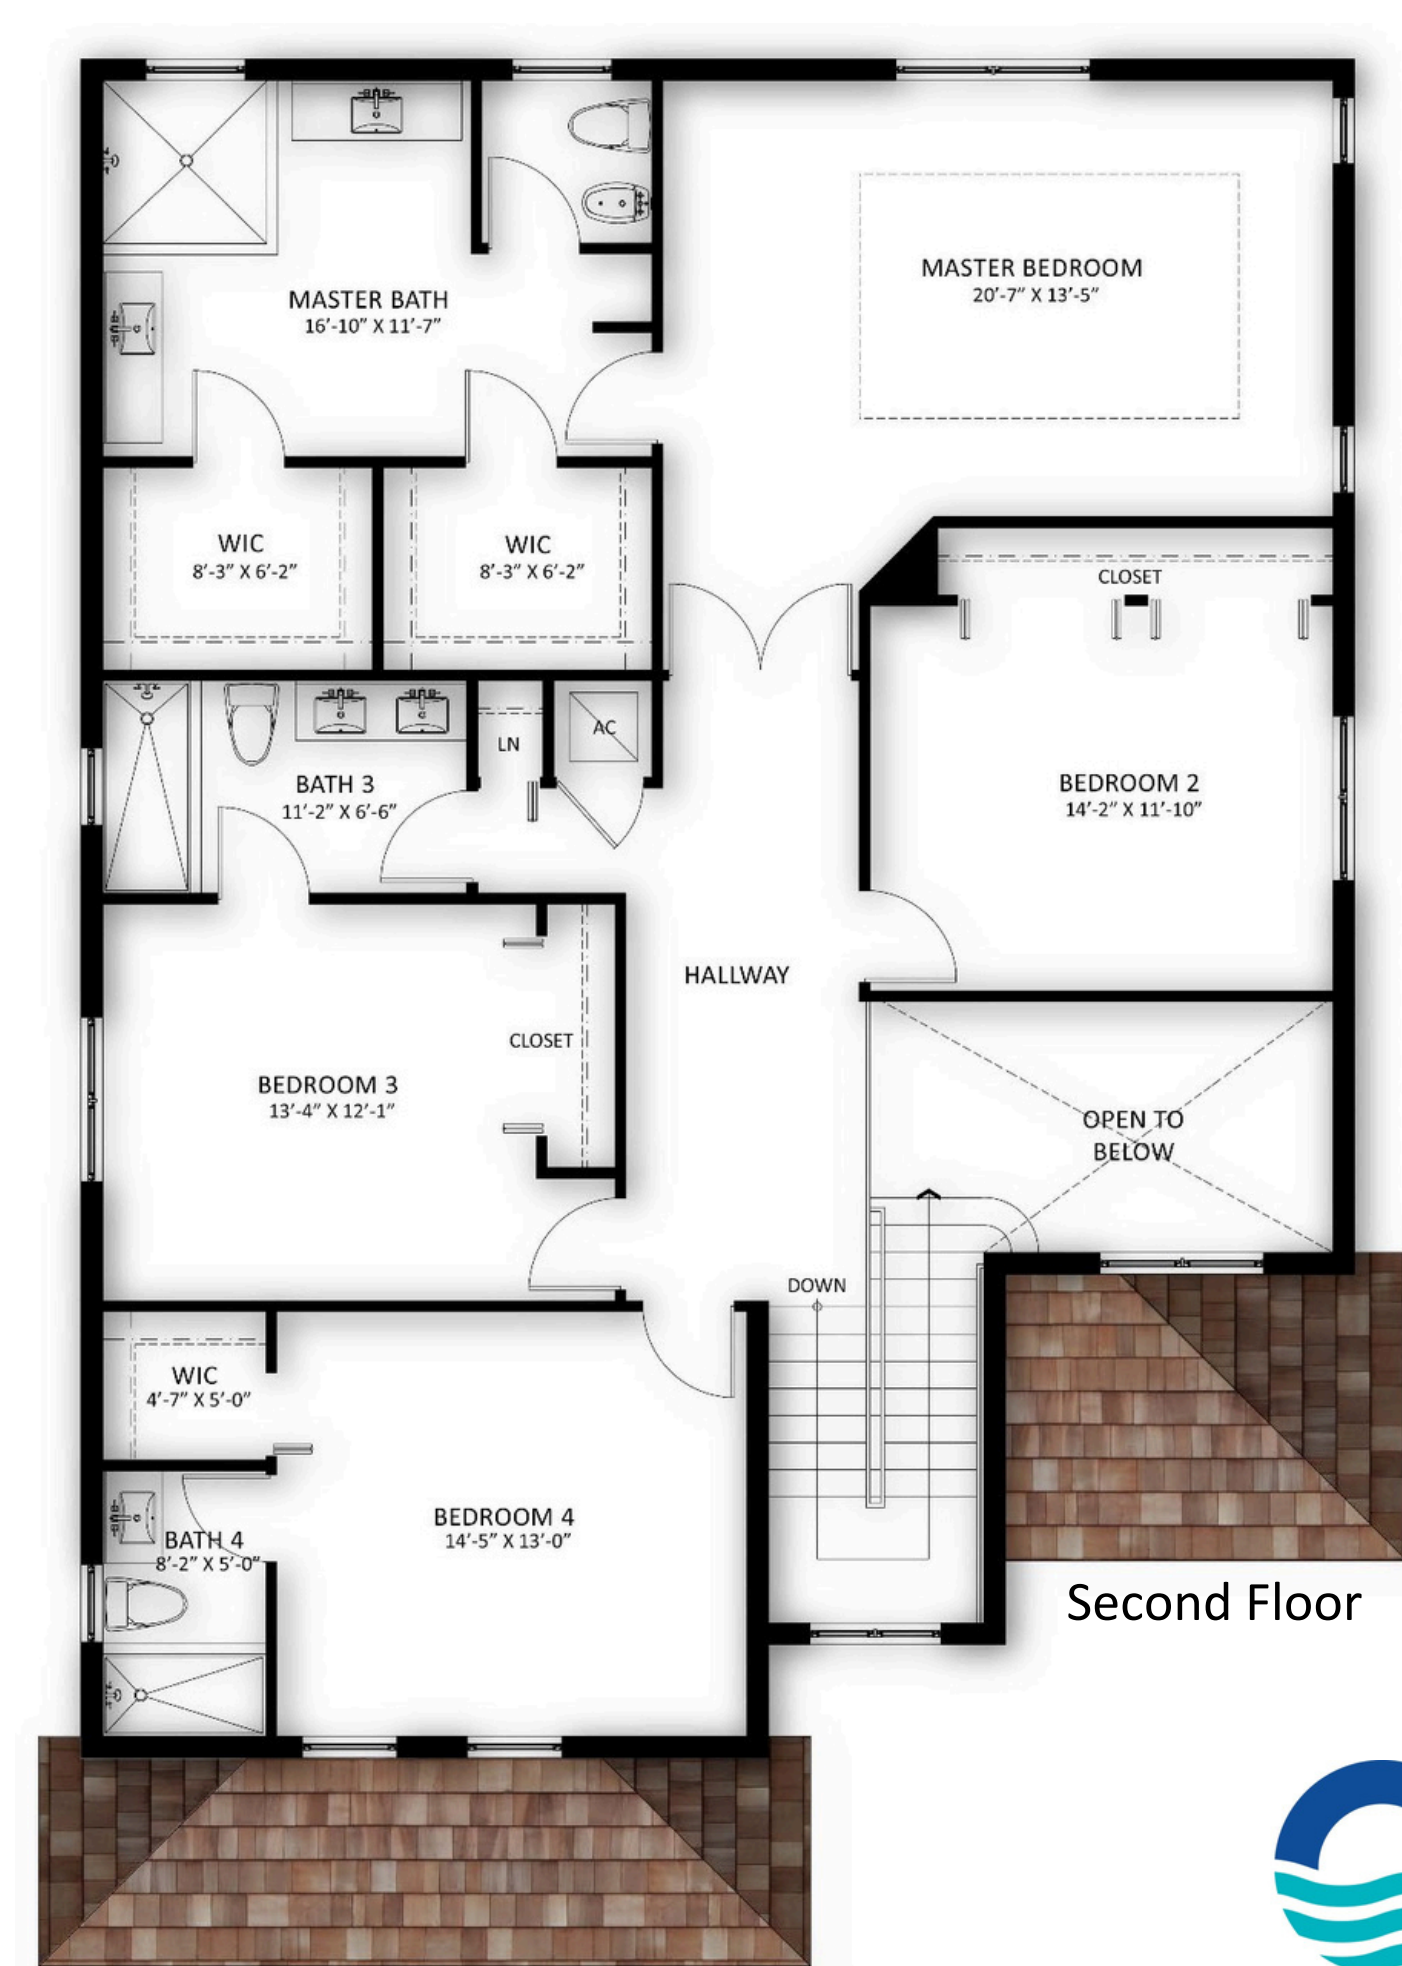 MASTER BATH
16'-10" X 11'-7"
MASTER BEDROOM
20'-7" X 13'-5"
WIC
8'-3" X 6'-2"
WIC
8'-3" X 6'-2"
CLOSET
LN
AC
BATH 3
11'-2" X 6'-6"
BEDROOM 2
14'-2" X 11'-10"
HALLWAY
CLOSET
BEDROOM 3
13'-4" X 12'-1"
OPEN TO
BELOW
DOWN
WIC
4'-7" X 5'-0"
BEDROOM 4
14'-5" X 13'-0"
BATH 4
8'-2" X 5'-0"
Second Floor